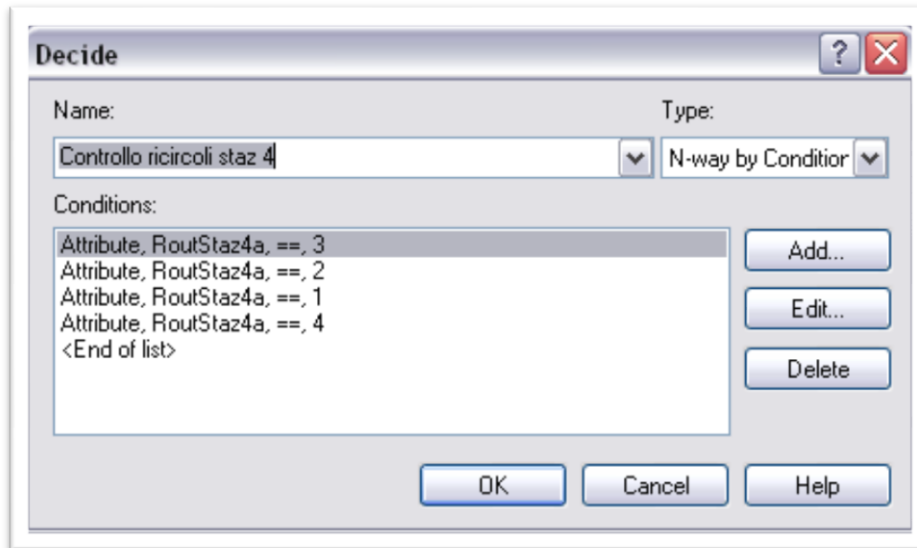 Decide
Name:
Type:
Controllo ricircoli staz 4
N-way by Condition
Conditions:
Attribute, RoutStaz4a, ==, 3
Attribute, RoutStaz4a, ==, 2
Attribute, RoutStaz4a, ==, 1
Attribute, RoutStaz4a, ==, 4
<End of list>
Add...
Edit...
Delete
OK
Cancel
Help